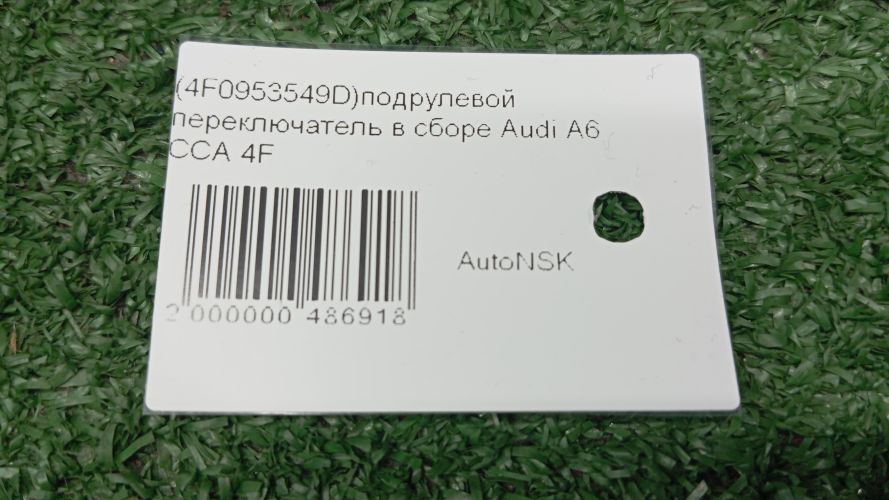 (4F0953549D)подрулевой
переключатель в сборе Audi A6
CCA 4F
AutoNSK
2 000000 486918